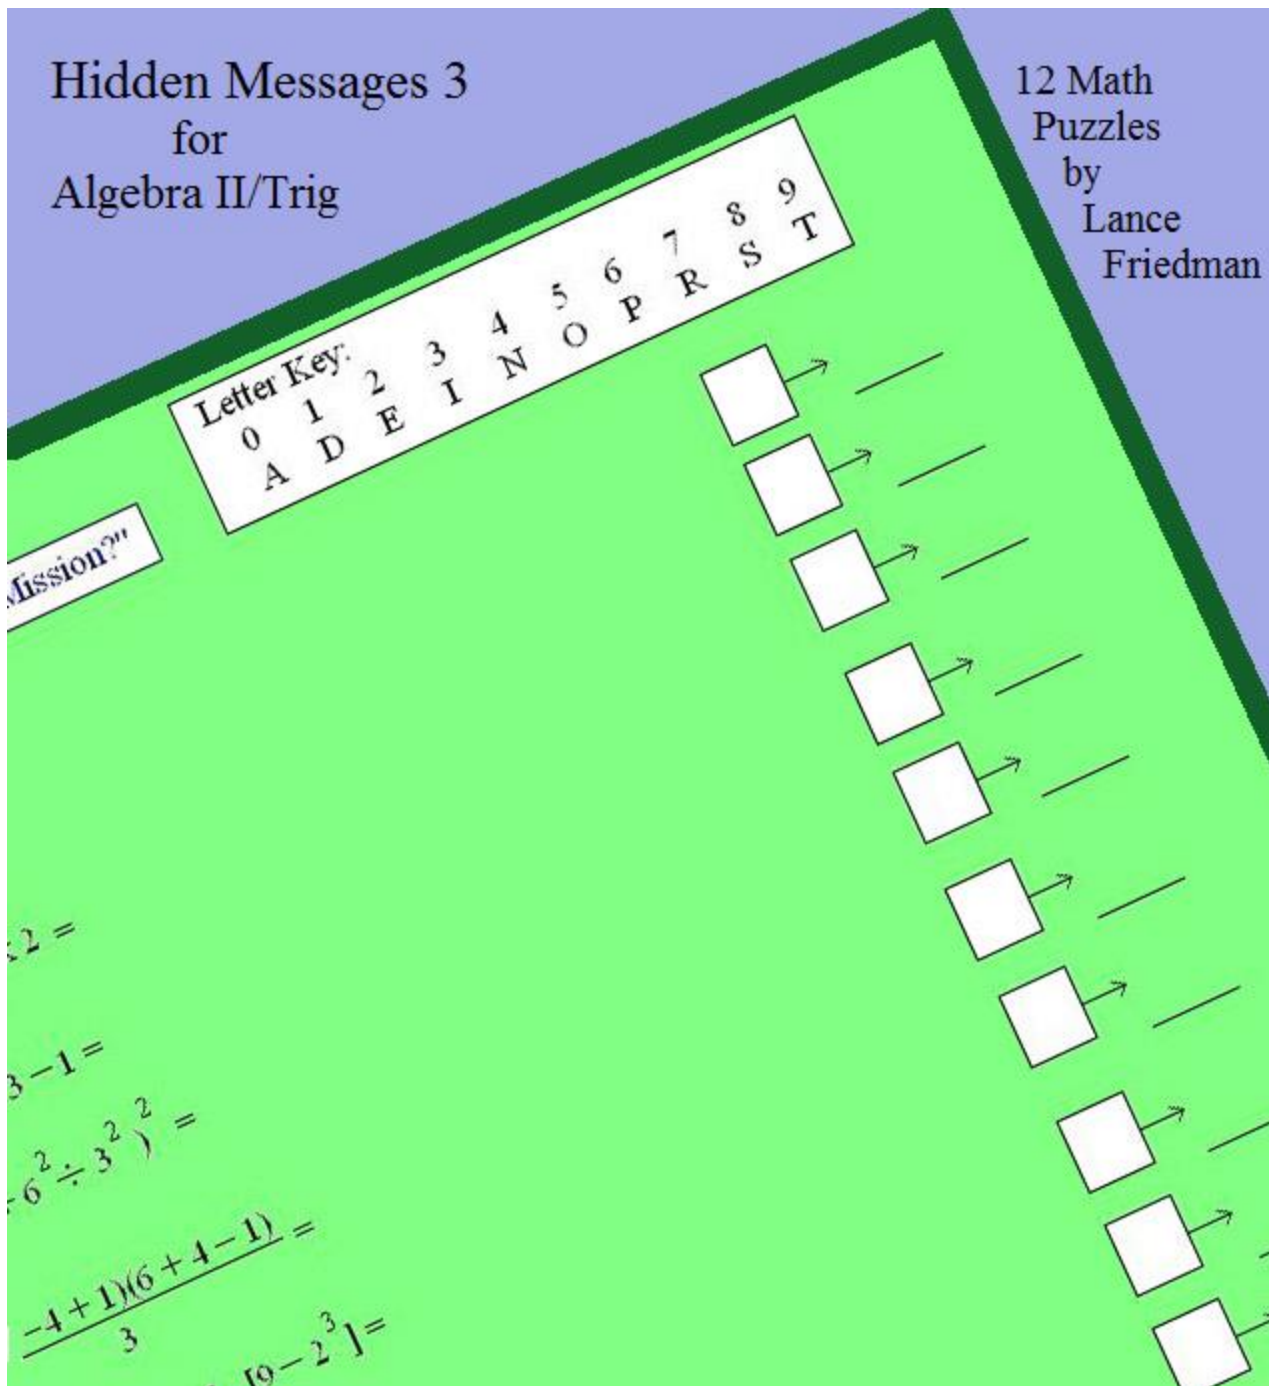 Hidden Messages 3
for
Algebra II/Trig
12 Math
Puzzles
by
Lance
Friedman
Letter Key:
0 1 2 3 4 5 6 7 8 9
A D E I N O P R S T
Mission?"
2 =
3 − 1 =
6² ÷ 3²)² =
−4 + 1)(6 + 4 − 1) =
3
[9 − 2³] =